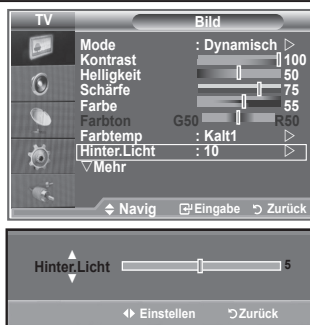 TV Bild
Mode : Dynamisch
Kontrast 100
Helligkeit 50
Schärfe 75
Farbe 55
Farbton G50 R50
Farbtemp : Kalt1
Hinter.Licht : 10
Mehr
Navig Eingabe Zurück
Hinter.Licht 5
Einstellen Zurück